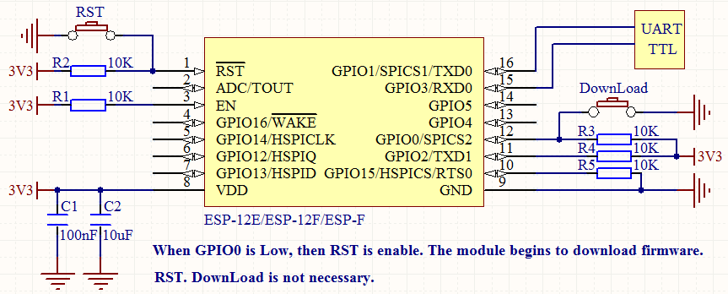 RST
UART
TTL
R2 10K
3V3
1 RST
2 ADC/TOUT
R1 10K
3V3
3 EN
4 GPIO16/WAKE
5 GPIO14/HSPICLK
6 GPIO12/HSPIQ
7 GPIO13/HSPID
3V3
8 VDD
GPIO1/SPICS1/TXD0 16
GPIO3/RXD0 15
GPIO5 14
GPIO4 13
GPIO0/SPICS2 12
GPIO2/TXD1 11
GPIO15/HSPICS/RTS0 10
GND 9
DownLoad
R3 10K
R4 10K
3V3
R5 10K
C1
100nF
C2
10uF
ESP-12E/ESP-12F/ESP-F
When GPIO0 is Low, then RST is enable. The module begins to download firmware.
RST. DownLoad is not necessary.